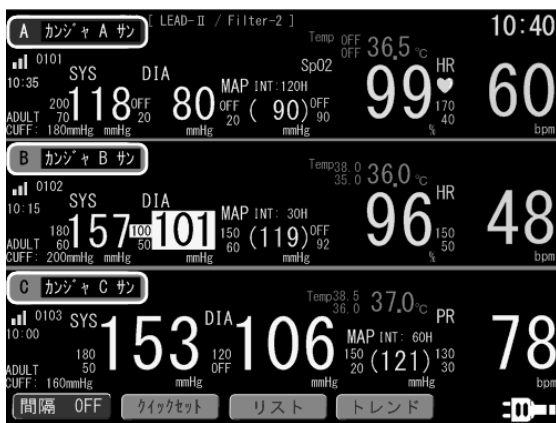 A カンジャ A サン サン [ LEAD-Ⅱ / Filter-2 ] 10:40
0101 SYS DIA MAP INT:120H SpO2 Temp OFF OFF 36.5 ℃ HR
10:35
ADULT 200 70 118 OFF 20 80 OFF 20 ( 90) OFF 90 99 170 40 60
CUFF: 180mmHg mmHg mmHg mmHg % bpm
B カンジャ B サン
0102 SYS DIA MAP INT: 30H Temp 38.0 35.0 36.0 ℃ HR
10:15
ADULT 180 60 157 100 50 101 150 60 (119) OFF 92 96 150 50 48
CUFF: 200mmHg mmHg mmHg mmHg % bpm
C カンジャ C サン
0103 SYS DIA MAP INT: 60H Temp 38.5 36.0 37.0 ℃ PR
10:00
ADULT 180 50 153 120 OFF 106 150 20 (121) 130 30 78
CUFF: 160mmHg mmHg mmHg bpm
間隔 OFF クイックセット リスト トレンド